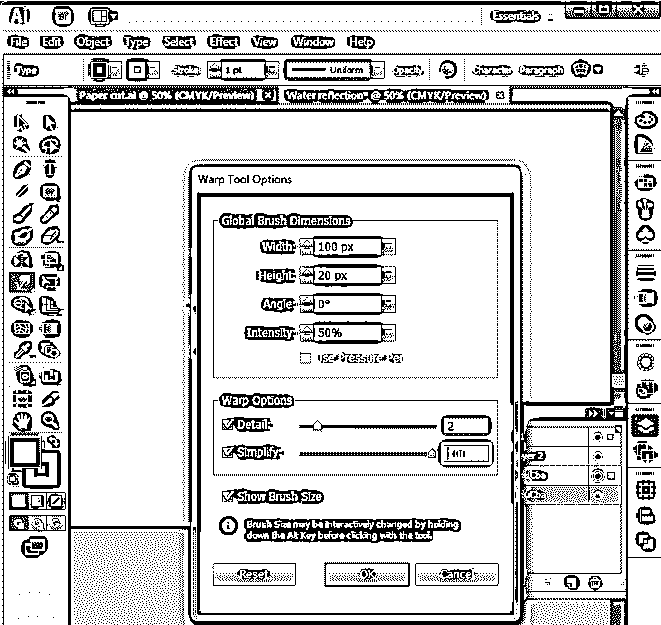 Ai Br
Essentials
File Edit Object Type Select Effect View Window Help
Type Stroke: 1 pt Uniform Opacity Character Paragraph
Paper cut.ai @ 50% (CMYK/Preview) Water reflection* @ 50% (CMYK/Preview)
Warp Tool Options
Global Brush Dimensions
Width: 100 px
Height: 20 px
Angle: 0°
Intensity: 50%
Use Pressure Pen
Warp Options
Detail: 2
Simplify:
Show Brush Size
Brush Size may be interactively changed by holding
down the Alt Key before clicking with the tool.
Reset OK Cancel